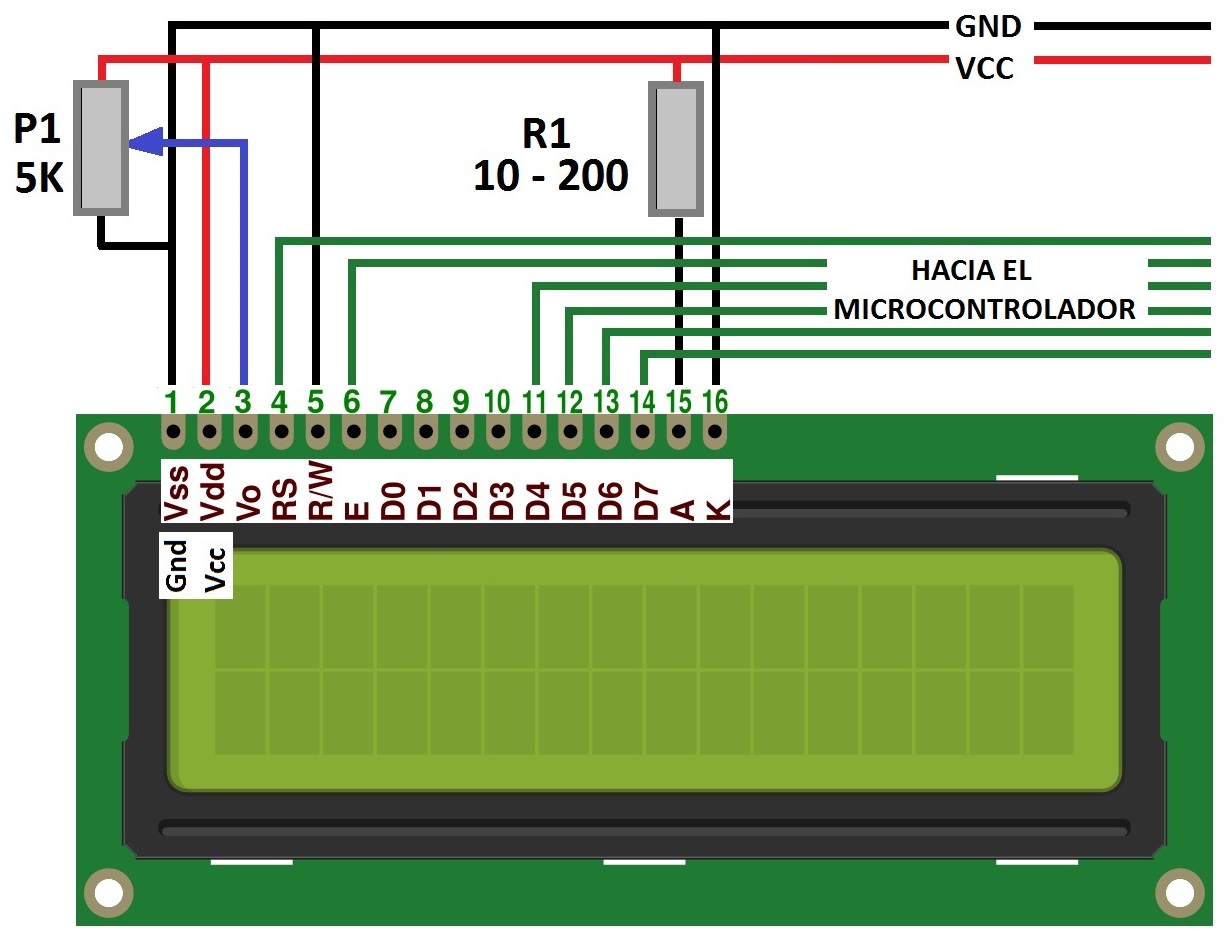 GND
VCC
P1
5K
R1
10 - 200
HACIA EL
MICROCONTROLADOR
1 2 3 4 5 6 7 8 9 10 11 12 13 14 15 16
Vss
Vdd
Vo
RS
R/W
E
D0
D1
D2
D3
D4
D5
D6
D7
A
K
Gnd
Vcc